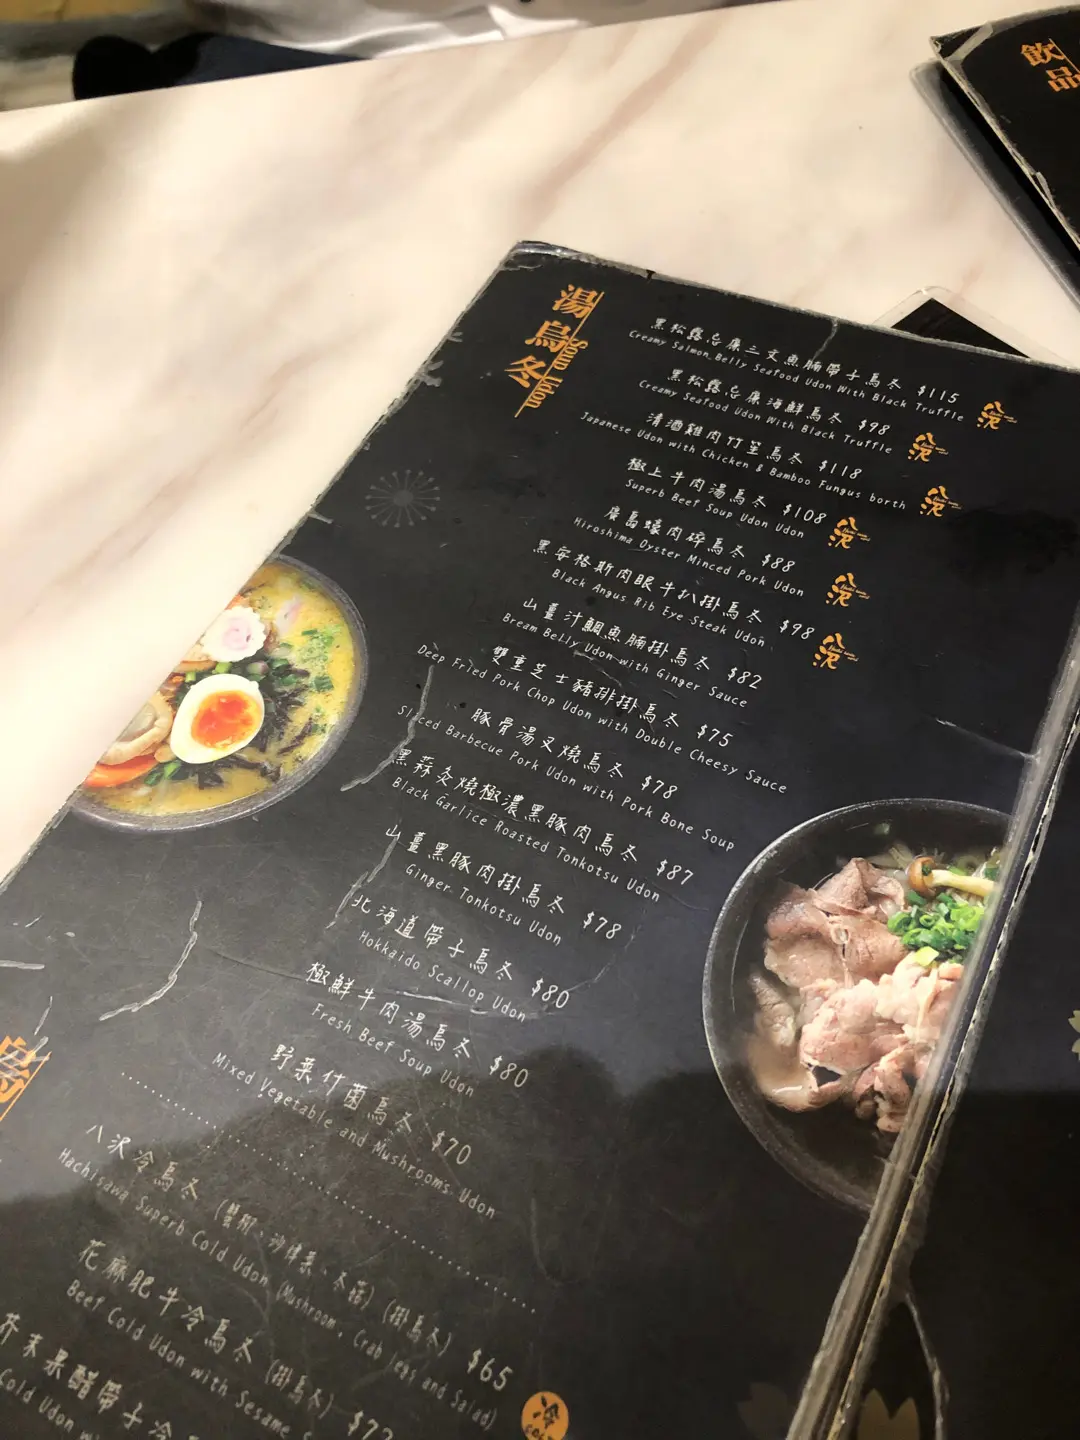 飲品
湯烏冬
Soup Udon
黑松露忌廉三文魚腩帶子烏冬 $115
Creamy Salmon Belly Seafood Udon With Black Truffle
黑松露忌廉海鮮烏冬 $98
Creamy Seafood Udon With Black Truffle
清酒雞肉竹笙烏冬 $118
Japanese Udon with Chicken & Bamboo Fungus borth
極上牛肉湯烏冬 $108
Superb Beef Soup Udon Udon
廣島蠔肉碎烏冬 $88
Hiroshima Oyster Minced Pork Udon
黑安格斯肉眼牛扒掛烏冬 $98
Black Angus Rib Eye Steak Udon
山薑汁鯛魚腩掛烏冬 $82
Bream Belly Udon with Ginger Sauce
雙重芝士豬排掛烏冬 $75
Deep Fried Pork Chop Udon with Double Cheesy Sauce
豚骨湯叉燒烏冬 $78
Sliced Barbecue Pork Udon with Pork Bone Soup
黑蒜炙燒極濃黑豚肉烏冬 $87
Black Garlice Roasted Tonkotsu Udon
山薑黑豚肉掛烏冬 $78
Ginger Tonkotsu Udon
北海道帶子烏冬 $80
Hokkaido Scallop Udon
極鮮牛肉湯烏冬 $80
Fresh Beef Soup Udon
野菜什菌烏冬 $70
Mixed Vegetable and Mushrooms Udon
烏
八沢冷烏冬 (蟹柳、沙律菜、冬菇) (掛烏冬) $65
Hachisawa Superb Cold Udon (Mushroom, Crab legs and Salad)
花麻肥牛冷烏冬 (掛烏冬)
Beef Cold Udon with Sesame
芥末果醋帶子冷
Cold Udon
冷